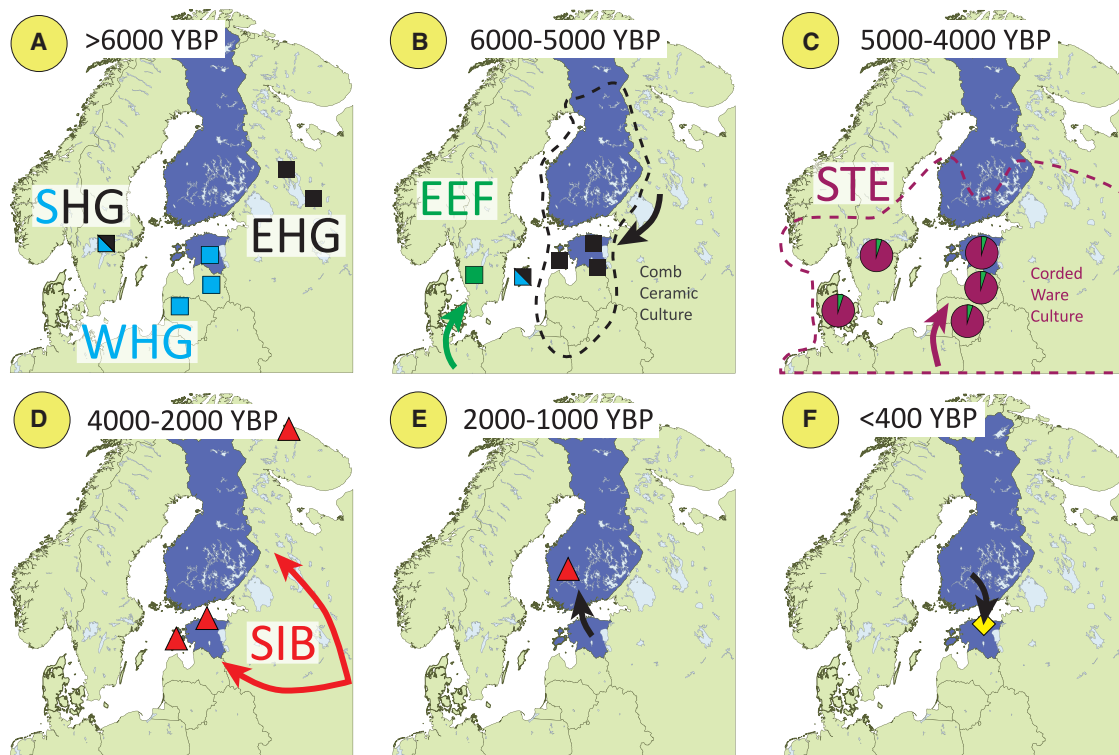 A
>6000 YBP
SHG
EHG
WHG
B
6000-5000 YBP
EEF
Comb
Ceramic
Culture
C
5000-4000 YBP
STE
Corded
Ware
Culture
D
4000-2000 YBP
SIB
E
2000-1000 YBP
F
<400 YBP